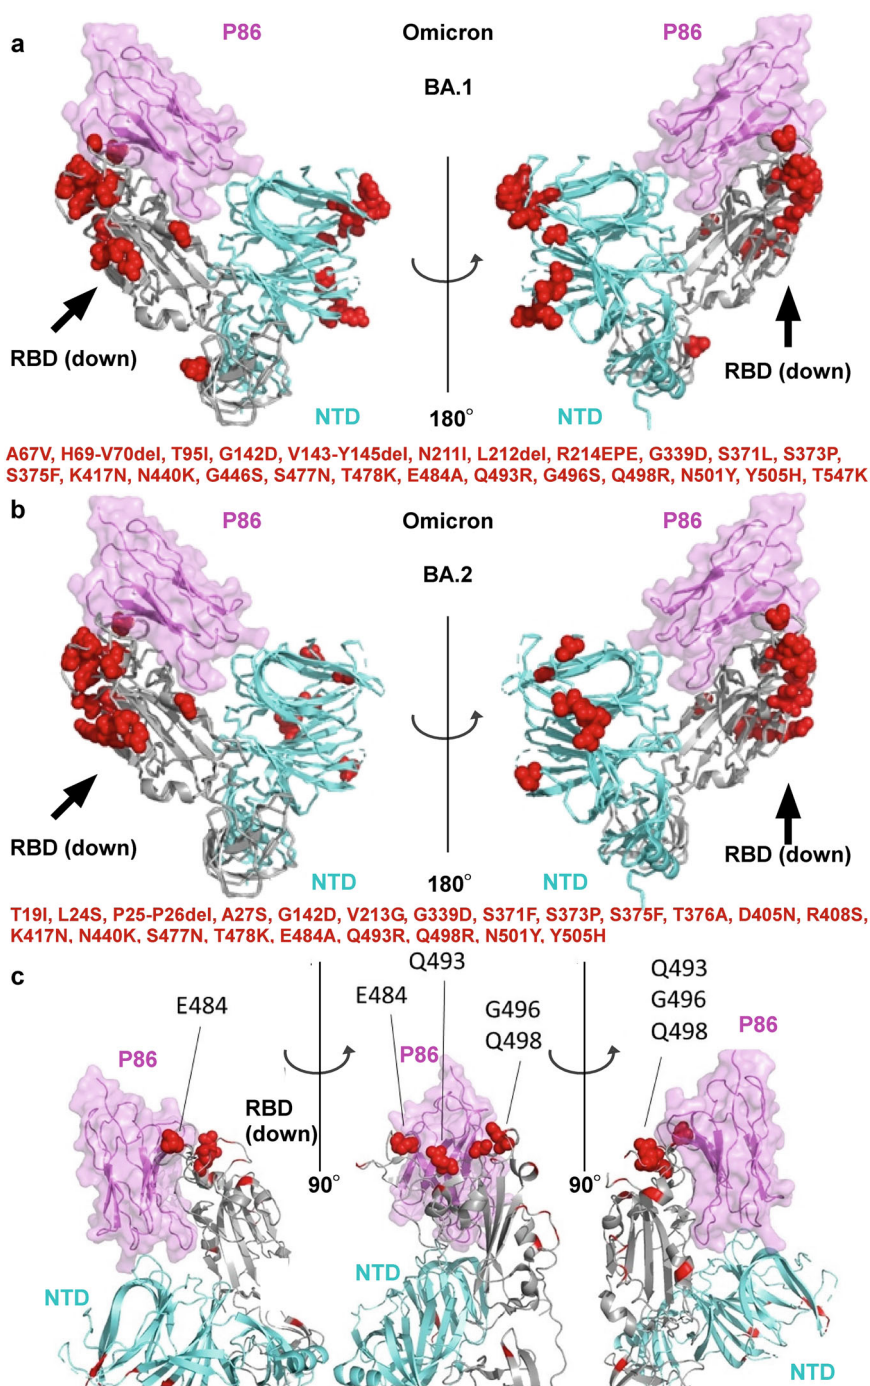 a
P86
Omicron
P86
BA.1
RBD (down)
RBD (down)
NTD
180°
NTD
A67V, H69-V70del, T95I, G142D, V143-Y145del, N211I, L212del, R214EPE, G339D, S371L, S373P,
S375F, K417N, N440K, G446S, S477N, T478K, E484A, Q493R, G496S, Q498R, N501Y, Y505H, T547K
b
P86
Omicron
P86
BA.2
RBD (down)
RBD (down)
NTD
180°
NTD
T19I, L24S, P25-P26del, A27S, G142D, V213G, G339D, S371F, S373P, S375F, T376A, D405N, R408S,
K417N, N440K, S477N, T478K, E484A, Q493R, Q498R, N501Y, Y505H
c
E484
P86
RBD
(down)
NTD
90°
Q493
E484
G496
Q498
P86
NTD
90°
Q493
G496
Q498
P86
NTD